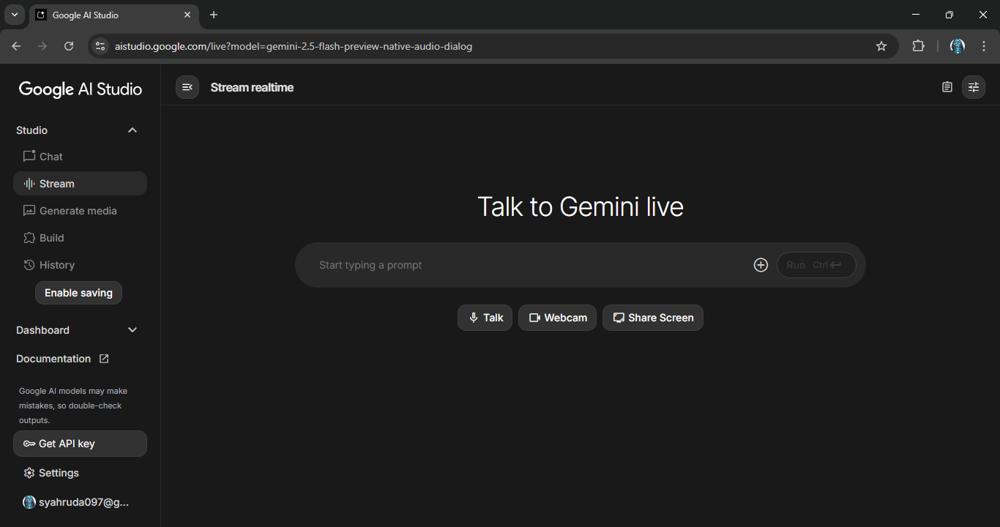 Google AI Studio
aistudio.google.com/live?model=gemini-2.5-flash-preview-native-audio-dialog
Google AI Studio
Stream realtime
Studio
Chat
Stream
Generate media
Build
History
Enable saving
Dashboard
Documentation
Google AI models may make
mistakes, so double-check
outputs.
Get API key
Settings
syahruda097@g...
Talk to Gemini live
Start typing a prompt
Run Ctrl
Talk
Webcam
Share Screen